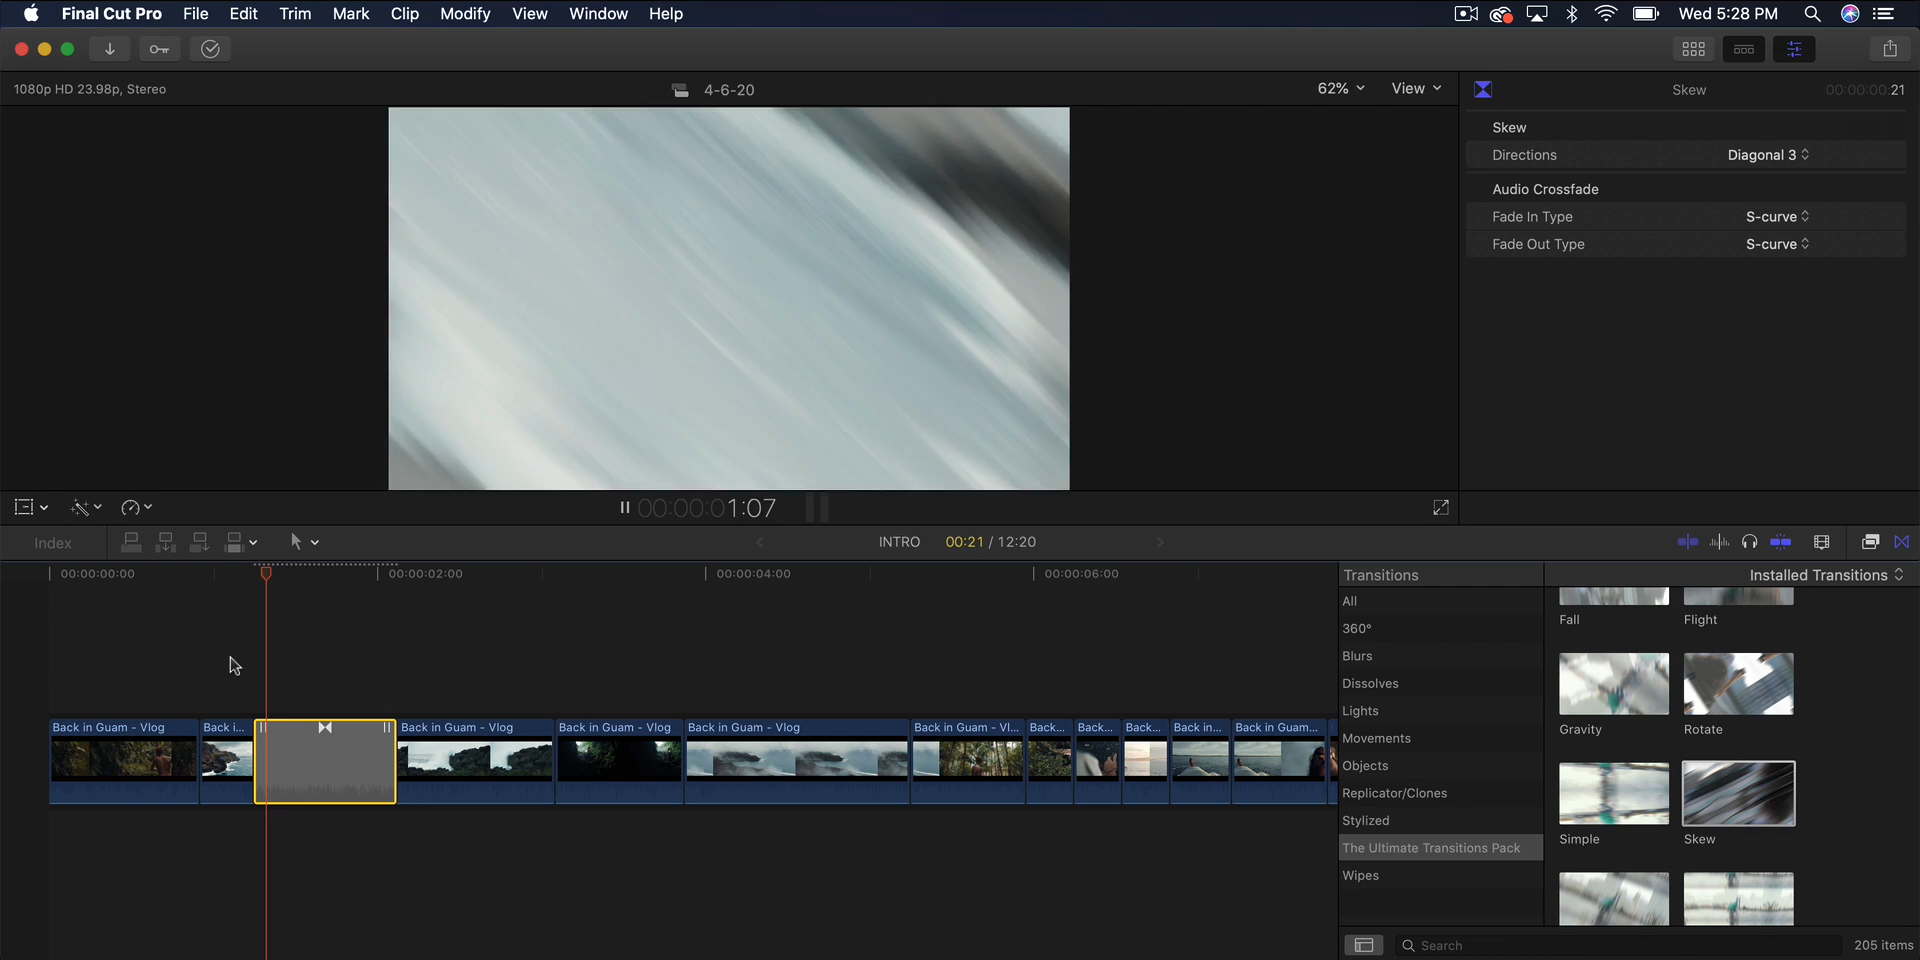 Final Cut Pro File Edit Trim Mark Clip Modify View Window Help Wed 5:28 PM
1080p HD 23.98p, Stereo 4-6-20 62% View Skew 00:00:00:21
Skew
Directions Diagonal 3
Audio Crossfade
Fade In Type S-curve
Fade Out Type S-curve
00:00:01:07
Index INTRO 00:21 / 12:20
00:00:00:00 00:00:02:00 00:00:04:00 00:00:06:00
Back in Guam - Vlog Back i... Back in Guam - Vlog Back in Guam - Vlog Back in Guam - Vlog Back in Guam - Vl... Back... Back... Back... Back in... Back in Guam...
Transitions Installed Transitions
All
360°
Blurs
Dissolves
Lights
Movements
Objects
Replicator/Clones
Stylized
The Ultimate Transitions Pack
Wipes
Fall Flight
Gravity Rotate
Simple Skew
Search 205 items